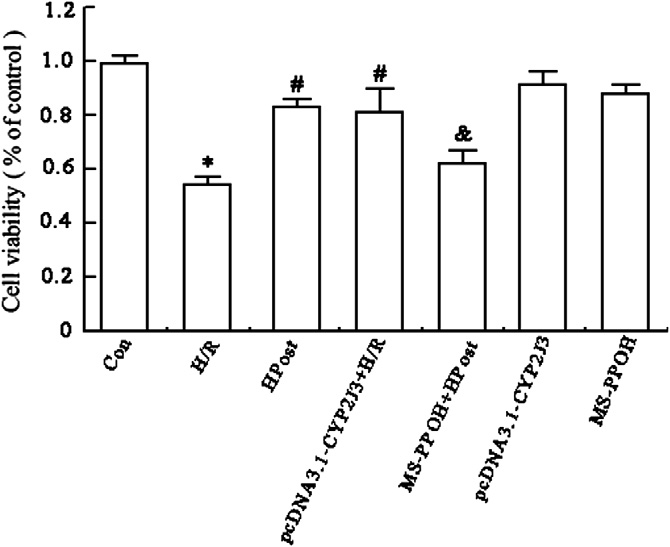 Cell viability ( % of control )
1.2
1.0
0.8
0.6
0.4
0.2
0
*
#
#
&
Con
H/R
HPost
pcDNA3.1-CYP2J3+H/R
MS-PPOH+HPost
pcDNA3.1-CYP2J3
MS-PPOH